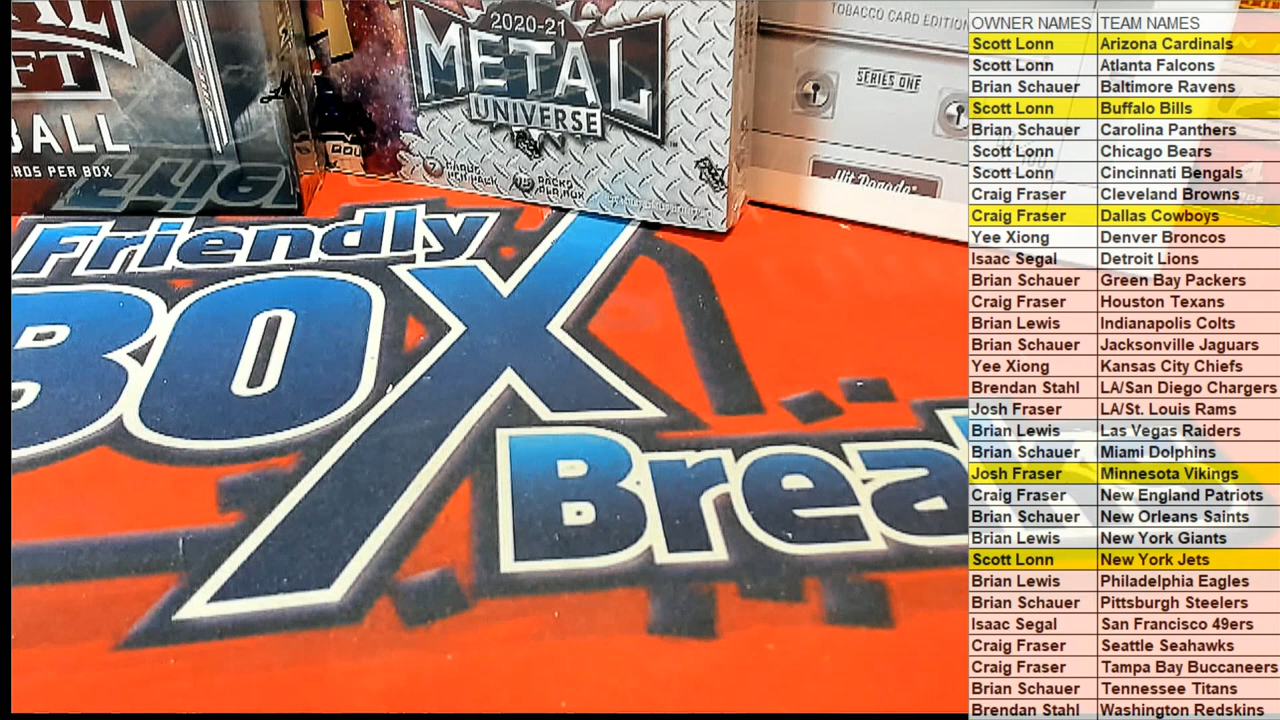 FT
BALL
RDS PER BOX
2020-21
METAL
UNIVERSE
TOBACCO CARD EDITION
SERIES ONE
Hit Parade
Friendly
BOX
Brea
OWNER NAMES TEAM NAMES
Scott Lonn Arizona Cardinals
Scott Lonn Atlanta Falcons
Brian Schauer Baltimore Ravens
Scott Lonn Buffalo Bills
Brian Schauer Carolina Panthers
Scott Lonn Chicago Bears
Scott Lonn Cincinnati Bengals
Craig Fraser Cleveland Browns
Craig Fraser Dallas Cowboys
Yee Xiong Denver Broncos
Isaac Segal Detroit Lions
Brian Schauer Green Bay Packers
Craig Fraser Houston Texans
Brian Lewis Indianapolis Colts
Brian Schauer Jacksonville Jaguars
Yee Xiong Kansas City Chiefs
Brendan Stahl LA/San Diego Chargers
Josh Fraser LA/St. Louis Rams
Brian Lewis Las Vegas Raiders
Brian Schauer Miami Dolphins
Josh Fraser Minnesota Vikings
Craig Fraser New England Patriots
Brian Schauer New Orleans Saints
Brian Lewis New York Giants
Scott Lonn New York Jets
Brian Lewis Philadelphia Eagles
Brian Schauer Pittsburgh Steelers
Isaac Segal San Francisco 49ers
Craig Fraser Seattle Seahawks
Craig Fraser Tampa Bay Buccaneers
Brian Schauer Tennessee Titans
Brendan Stahl Washington Redskins